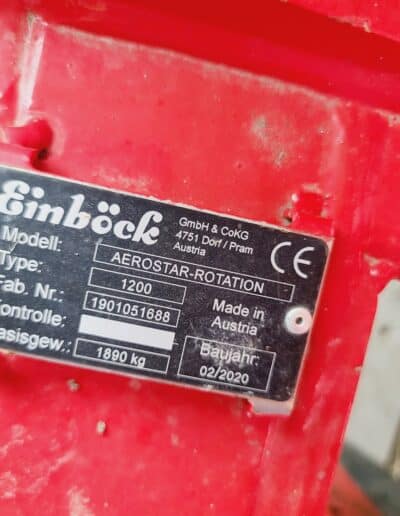 Einböck
GmbH & CoKG
4751 Dorf / Pram
Austria
Modell: AEROSTAR-ROTATION
Type: 1200
Fab. Nr.: 1901051688
Kontrolle:
Basisgew.: 1890 kg
Made in
Austria
Baujahr:
02/2020
CE